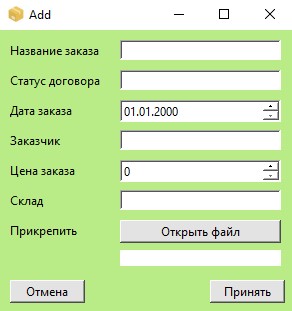 Add
Название заказа
Статус договора
Дата заказа 01.01.2000
Заказчик
Цена заказа 0
Склад
Прикрепить Открыть файл
Отмена Принять